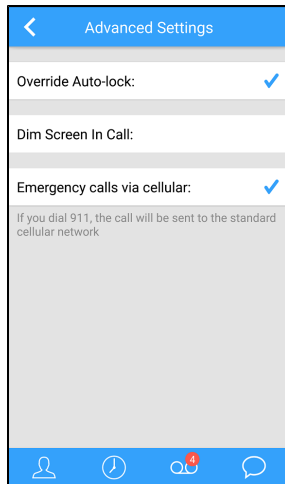 Advanced Settings
Override Auto-lock:
Dim Screen In Call:
Emergency calls via cellular:
If you dial 911, the call will be sent to the standard
cellular network
4